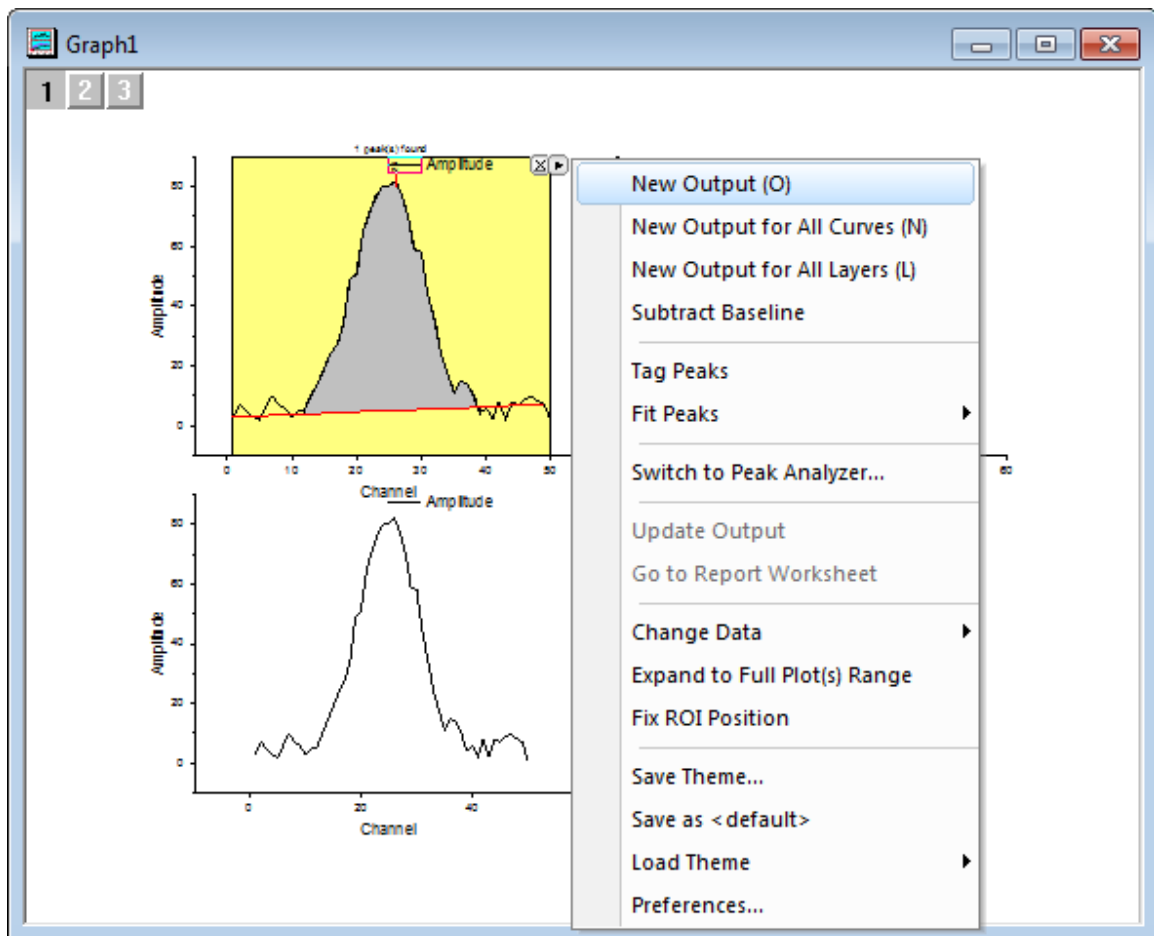 Graph1
1 2 3
1 peak(s) found
Amplitude
80
60
40
20
0
Amplitude
0 10 20 30 40 50 60
Channel
Amplitude
80
60
40
20
0
Amplitude
0 20 40
Channel
New Output (O)
New Output for All Curves (N)
New Output for All Layers (L)
Subtract Baseline
Tag Peaks
Fit Peaks
Switch to Peak Analyzer...
Update Output
Go to Report Worksheet
Change Data
Expand to Full Plot(s) Range
Fix ROI Position
Save Theme...
Save as <default>
Load Theme
Preferences...